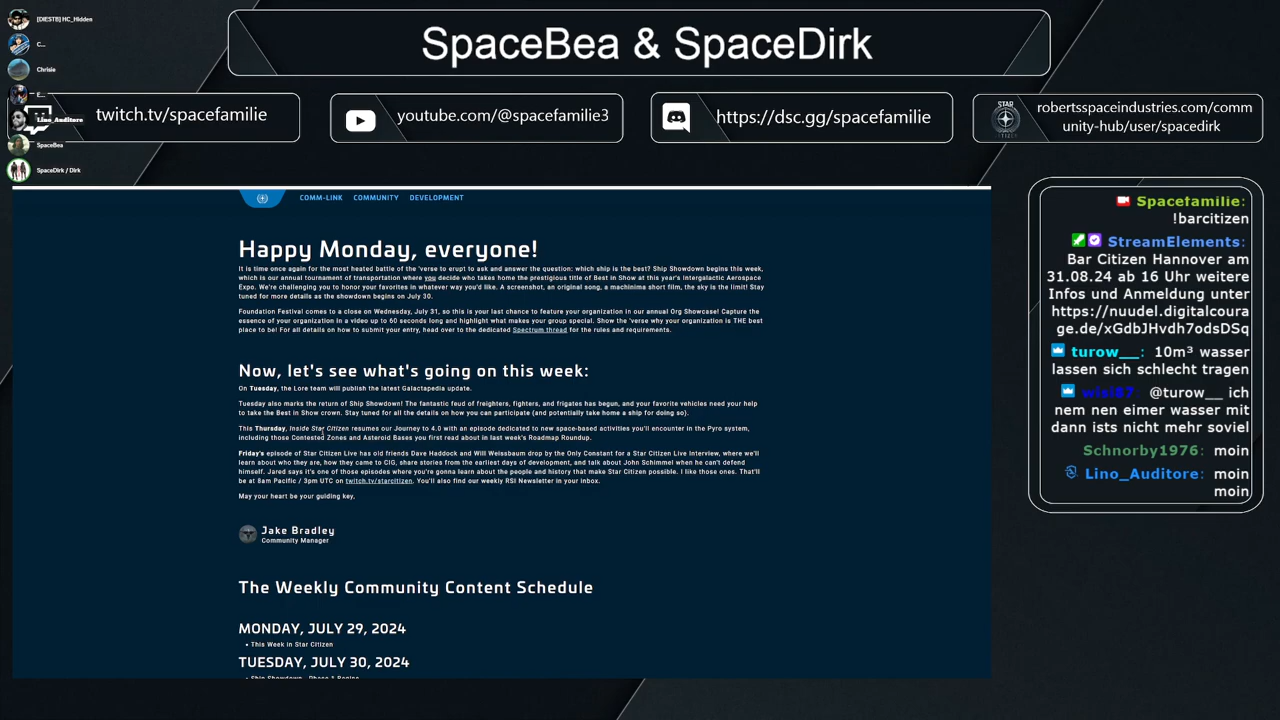 [DIESTB] HC_Hidden
SpaceBea & SpaceDirk
C...
Chrisie
E...
twitch.tv/spacefamilie
youtube.com/@spacefamilie3
https://dsc.gg/spacefamilie
STAR
robertsspaceindustries.com/comm
unity-hub/user/spacedirk
Lino_Auditore
SpaceBea
SpaceDirk / Dirk
COMM-LINK COMMUNITY DEVELOPMENT
Happy Monday, everyone!
It is time once again for the most heated battle of the 'verse to erupt to ask and answer the question: which ship is the best? Ship Showdown begins this week,
which is our annual tournament of transportation where you decide who takes home the prestigious title of Best in Show at this year's Intergalactic Aerospace
Expo. We're challenging you to honor your favorites in whatever way you'd like. A screenshot, an original song, a machinima short film, the sky is the limit! Stay
tuned for more details as the showdown begins on July 30.
Foundation Festival comes to a close on Wednesday, July 31, so this is your last chance to feature your organization in our annual Org Showcase! Capture the
essence of your organization in a video up to 60 seconds long and highlight what makes your group special. Show the 'verse why your organization is THE best
place to be! For all details on how to submit your entry, head over to the dedicated Spectrum thread for the rules and requirements.
Now, let's see what's going on this week:
On Tuesday, the Lore team will publish the latest Galactapedia update.
Tuesday also marks the return of Ship Showdown! The fantastic feud of freighters, fighters, and frigates has begun, and your favorite vehicles need your help
to take the Best in Show crown. Stay tuned for all the details on how you can participate (and potentially take home a ship for doing so).
This Thursday, Inside Star Citizen resumes our Journey to 4.0 with an episode dedicated to new space-based activities you'll encounter in the Pyro system,
including those Contested Zones and Asteroid Bases you first read about in last week's Roadmap Roundup.
Friday's episode of Star Citizen Live has old friends Dave Haddock and Will Weissbaum drop by the Only Constant for a Star Citizen Live Interview, where we'll
learn about who they are, how they came to CIG, share stories from the earliest days of development, and talk about John Schimmel when he can't defend
himself. Jared says it's one of those episodes where you're gonna learn about the people and history that make Star Citizen possible. I like those ones. That'll
be at 8am Pacific / 3pm UTC on twitch.tv/starcitizen. You'll also find our weekly RSI Newsletter in your inbox.
May your heart be your guiding key,
Jake Bradley
Community Manager
The Weekly Community Content Schedule
MONDAY, JULY 29, 2024
• This Week in Star Citizen
TUESDAY, JULY 30, 2024
• Ship Showdown - Phase 1 Begins
Spacefamilie:
!barcitizen
StreamElements:
Bar Citizen Hannover am
31.08.24 ab 16 Uhr weitere
Infos und Anmeldung unter
https://nuudel.digitalcoura
ge.de/xGdbJHvdh7odsDSq
turow__: 10m³ wasser
lassen sich schlecht tragen
wisi87: @turow__ ich
nem nen eimer wasser mit
dann ists nicht mehr soviel
Schnorby1976: moin
Lino_Auditore: moin
moin